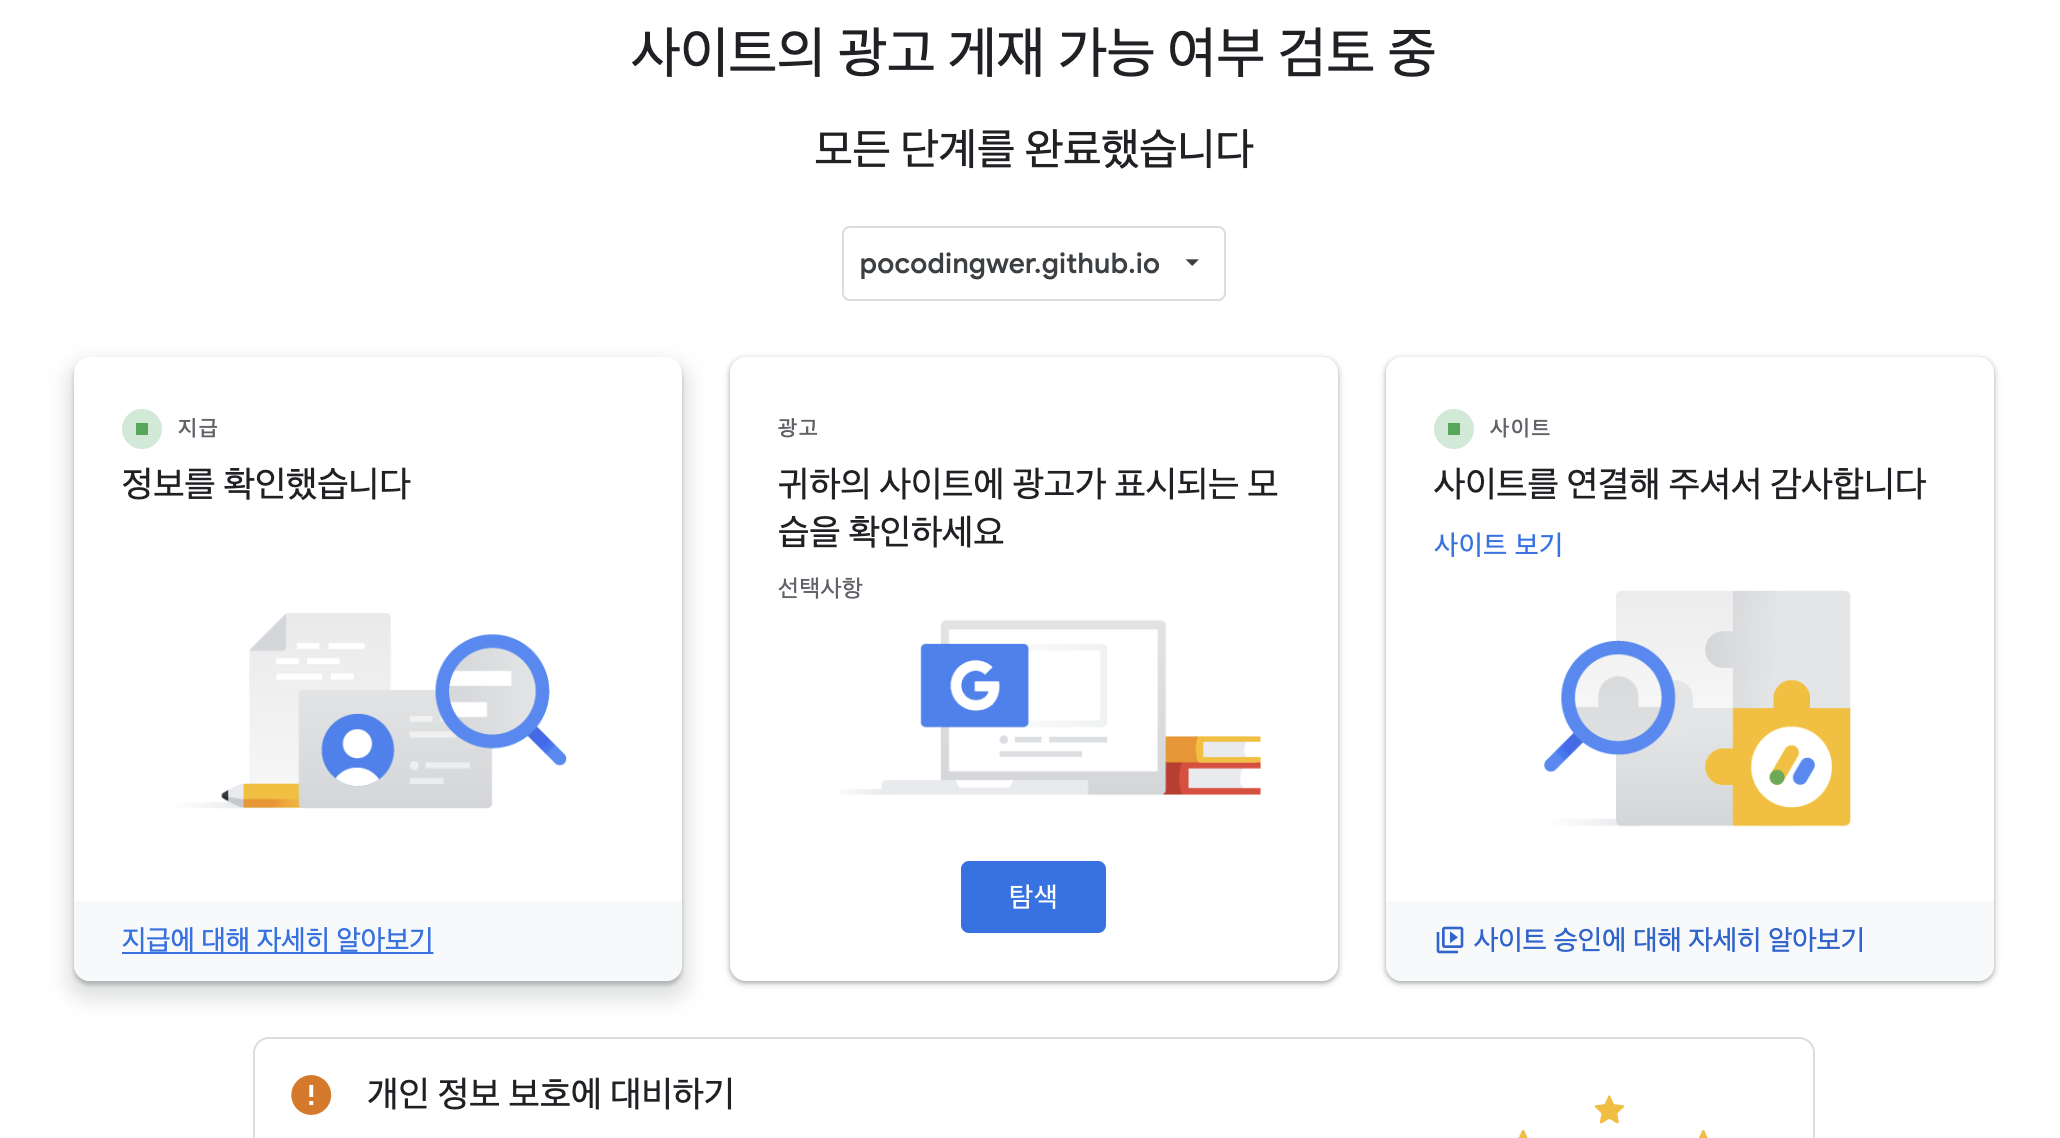 사이트의 광고 게재 가능 여부 검토 중
모든 단계를 완료했습니다
pocodingwer.github.io
지급
정보를 확인했습니다
지급에 대해 자세히 알아보기
광고
귀하의 사이트에 광고가 표시되는 모
습을 확인하세요
선택사항
G
탐색
사이트
사이트를 연결해 주셔서 감사합니다
사이트 보기
사이트 승인에 대해 자세히 알아보기
개인 정보 보호에 대비하기